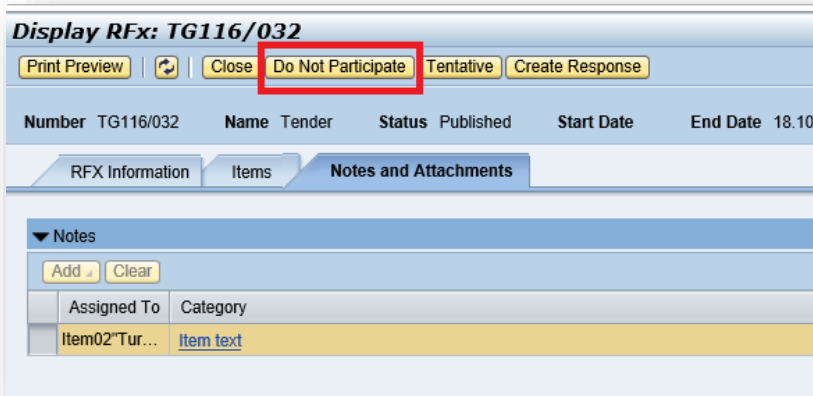 Display RFx: TG116/032
Print Preview Close Do Not Participate Tentative Create Response
Number TG116/032 Name Tender Status Published Start Date End Date 18.10
RFX Information Items Notes and Attachments
Notes
Add Clear
Assigned To Category
Item02"Tur... Item text